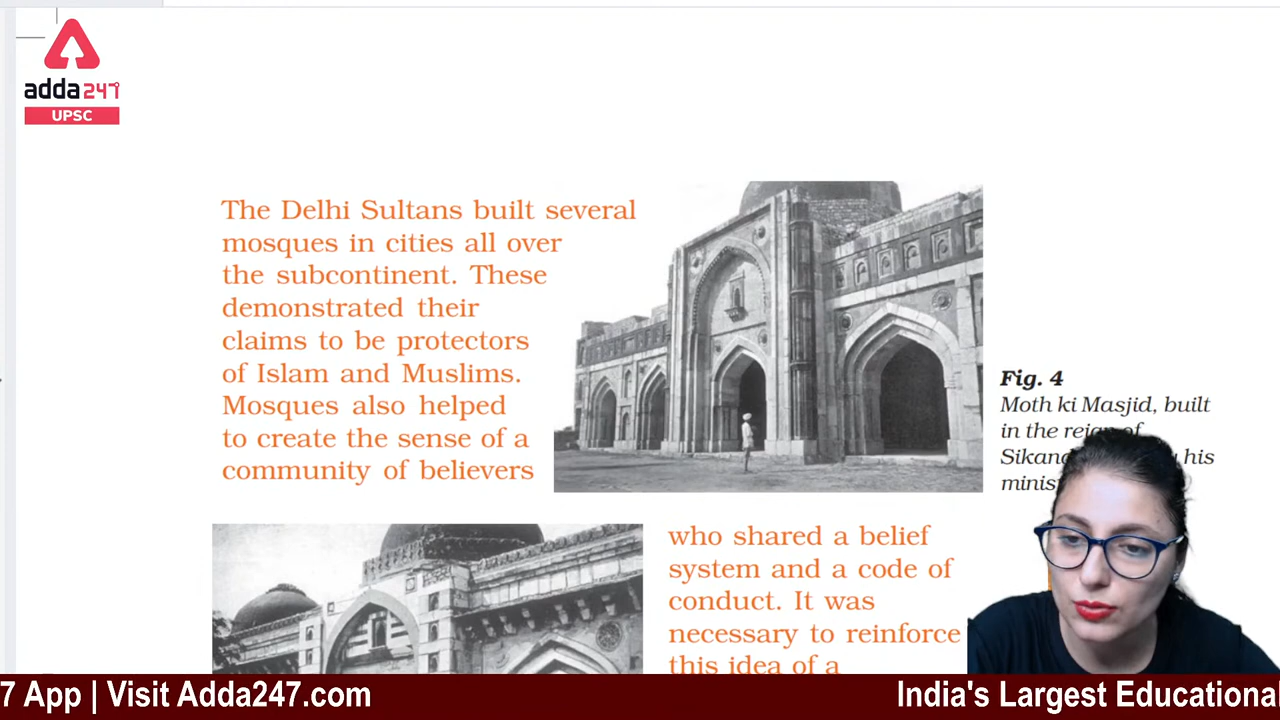 adda247
UPSC
The Delhi Sultans built several
mosques in cities all over
the subcontinent. These
demonstrated their
claims to be protectors
of Islam and Muslims.
Mosques also helped
to create the sense of a
community of believers
Fig. 4
Moth ki Masjid, built
in the reign of
his
who shared a belief
system and a code of
conduct. It was
necessary to reinforce
this idea of a
7 App | Visit Adda247.com
India's Largest Educational